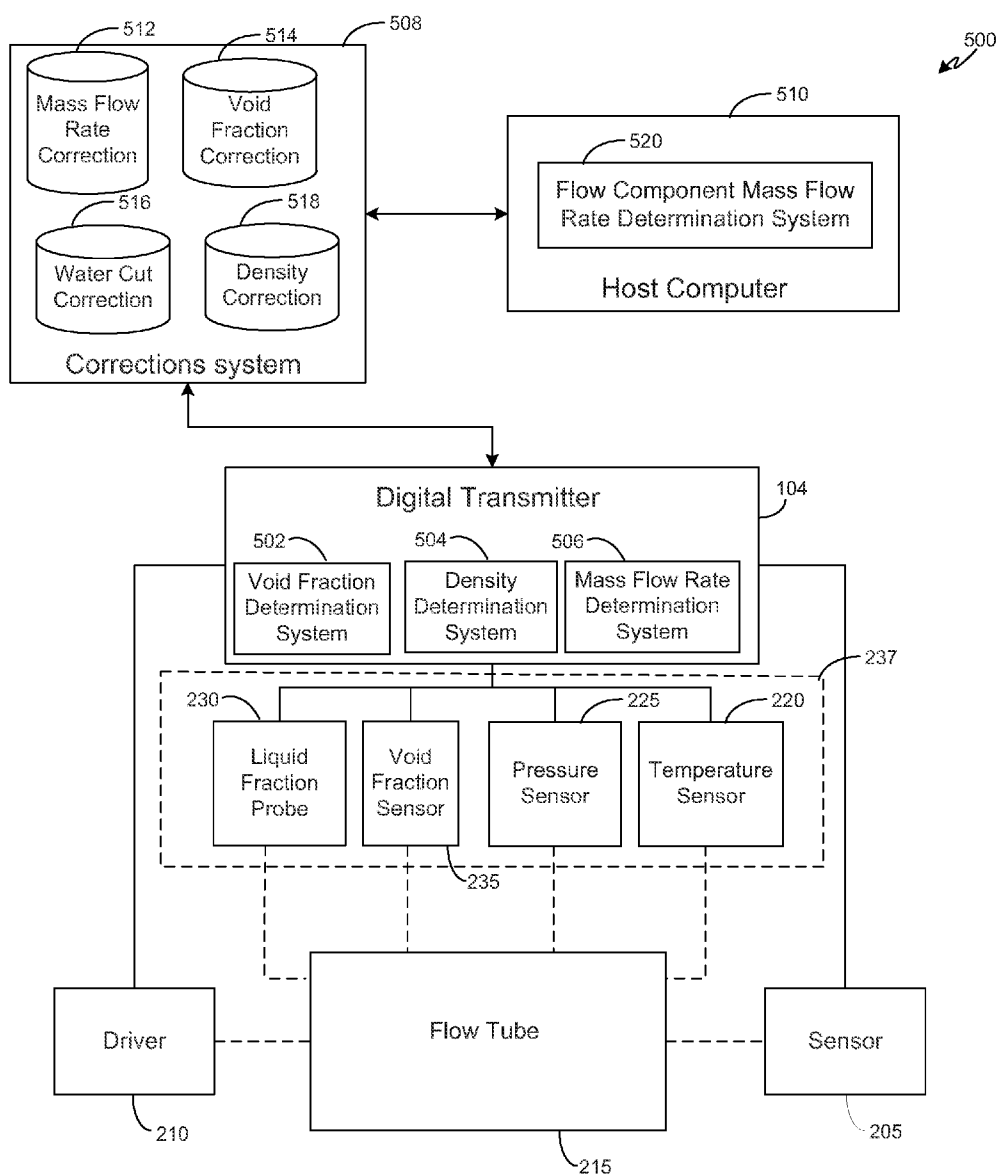 512
514
508
500
Mass Flow
Rate
Correction
Void
Fraction
Correction
510
520
Flow Component Mass Flow
Rate Determination System
516
518
Water Cut
Correction
Density
Correction
Host Computer
Corrections system
Digital Transmitter
104
502
504
506
Void Fraction
Determination
System
Density
Determination
System
Mass Flow Rate
Determination
System
237
230
225
220
Liquid
Fraction
Probe
Void
Fraction
Sensor
Pressure
Sensor
Temperature
Sensor
235
Driver
Flow Tube
Sensor
210
215
205